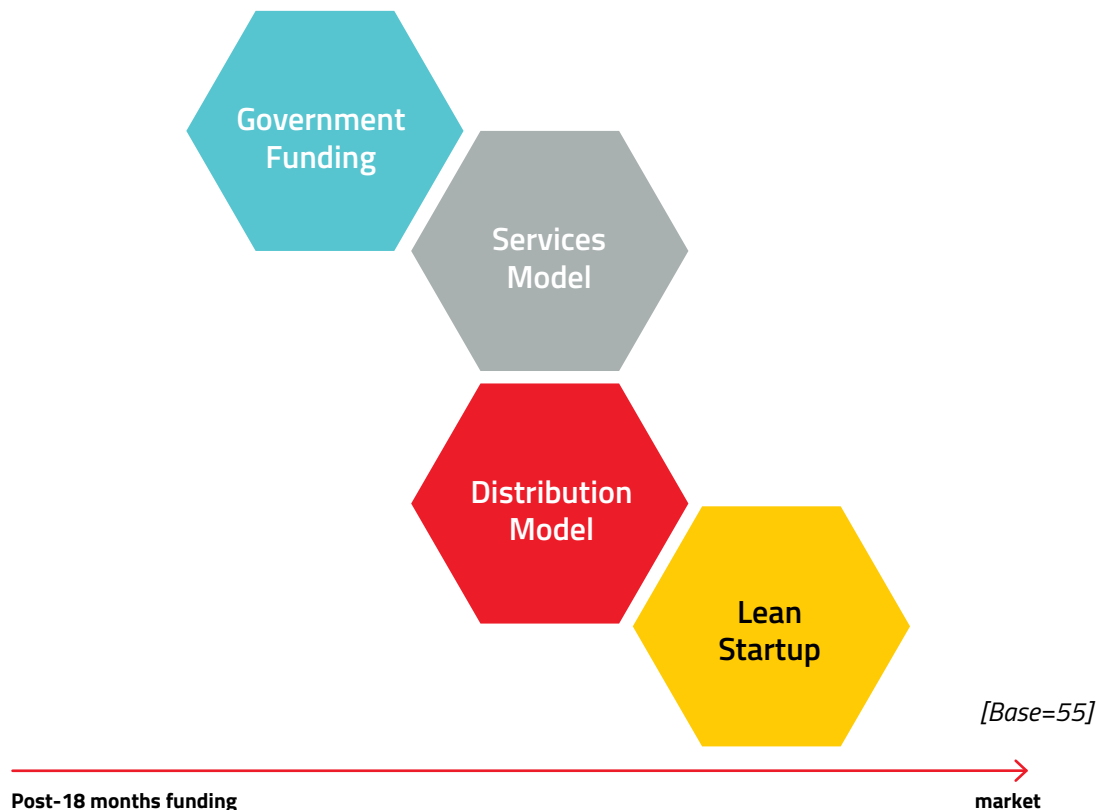 Government
Funding
Services
Model
Distribution
Model
Lean
Startup
[Base=55]
Post-18 months funding
market